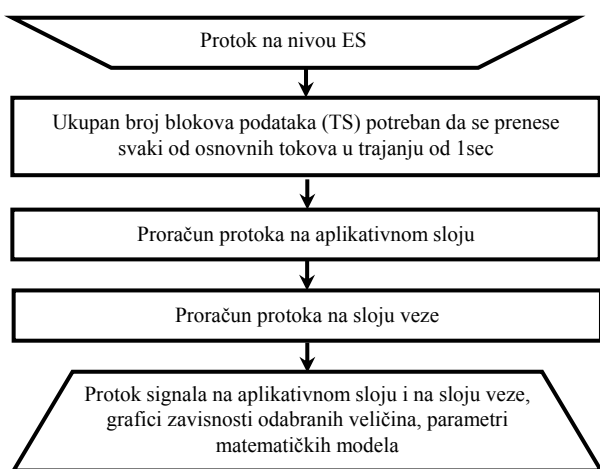 Protok na nivou ES
Ukupan broj blokova podataka (TS) potreban da se prenese
svaki od osnovnih tokova u trajanju od 1sec
Proračun protoka na aplikativnom sloju
Proračun protoka na sloju veze
Protok signala na aplikativnom sloju i na sloju veze,
grafici zavisnosti odabranih veličina, parametri
matematičkih modela